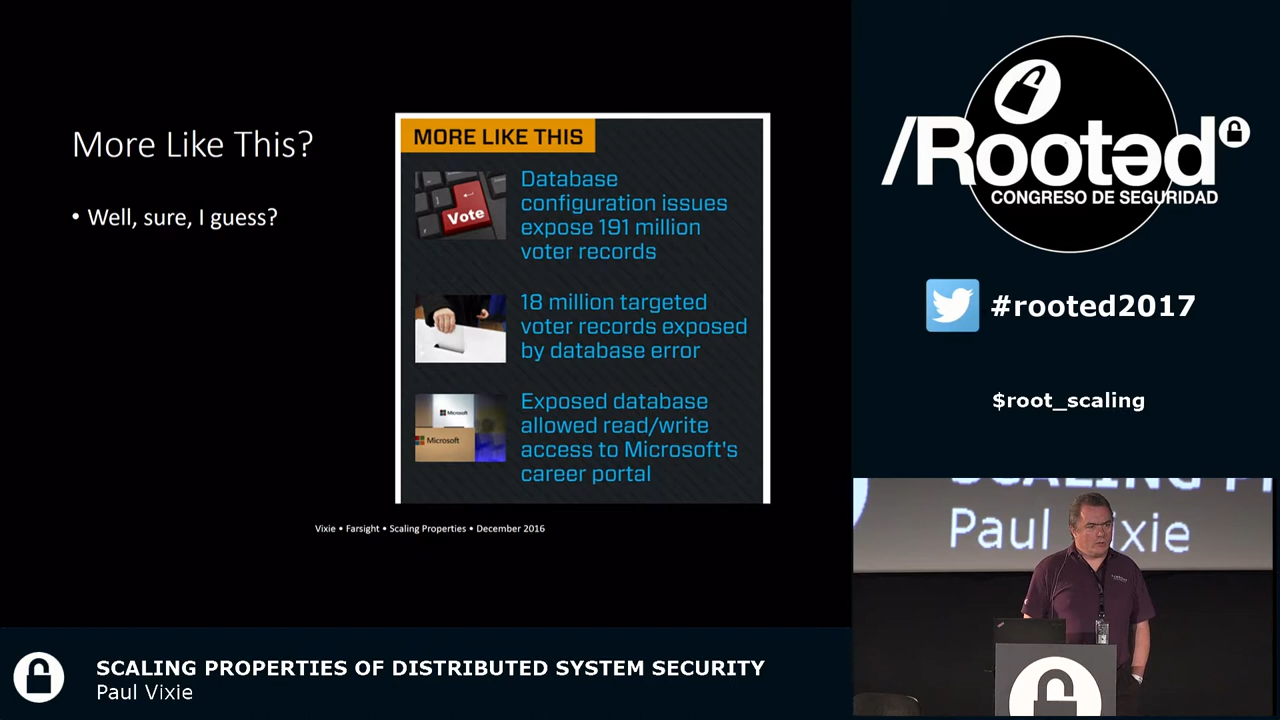 More Like This?
• Well, sure, I guess?
MORE LIKE THIS
Vote
Database
configuration issues
expose 191 million
voter records
18 million targeted
voter records exposed
by database error
Microsoft
Microsoft
Exposed database
allowed read/write
access to Microsoft's
career portal
Vixie • Farsight • Scaling Properties • December 2016
/Rooted
CONGRESO DE SEGURIDAD
#rooted2017
$root_scaling
Paul Vixie
SCALING PROPERTIES OF DISTRIBUTED SYSTEM SECURITY
Paul Vixie